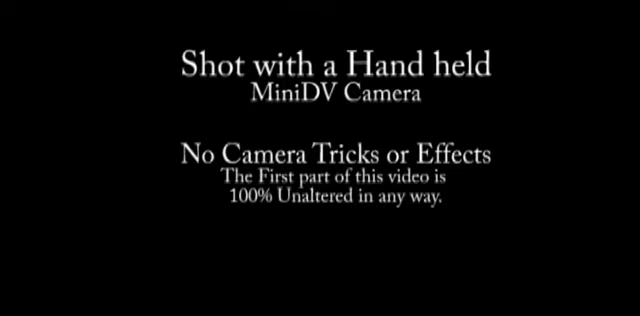 Shot with a Hand held
MiniDV Camera
No Camera Tricks or Effects
The First part of this video is
100% Unaltered in any way.